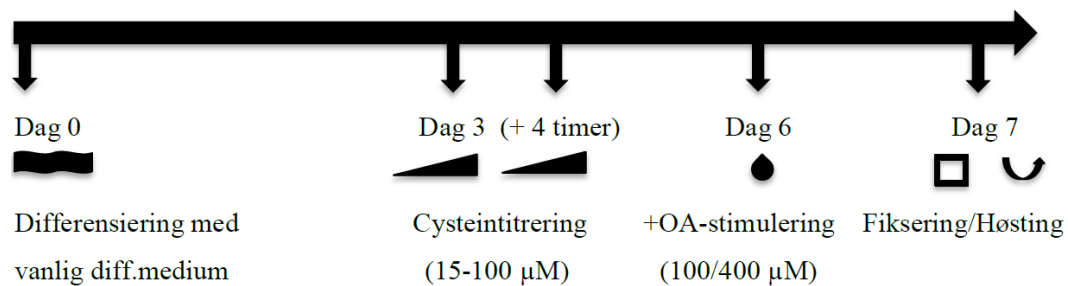 Dag 0 Dag 3 (+ 4 timer) Dag 6 Dag 7
Differensiering med Cysteintitrering +OA-stimulering Fiksering/Høsting
vanlig diff.medium (15-100 µM) (100/400 µM)